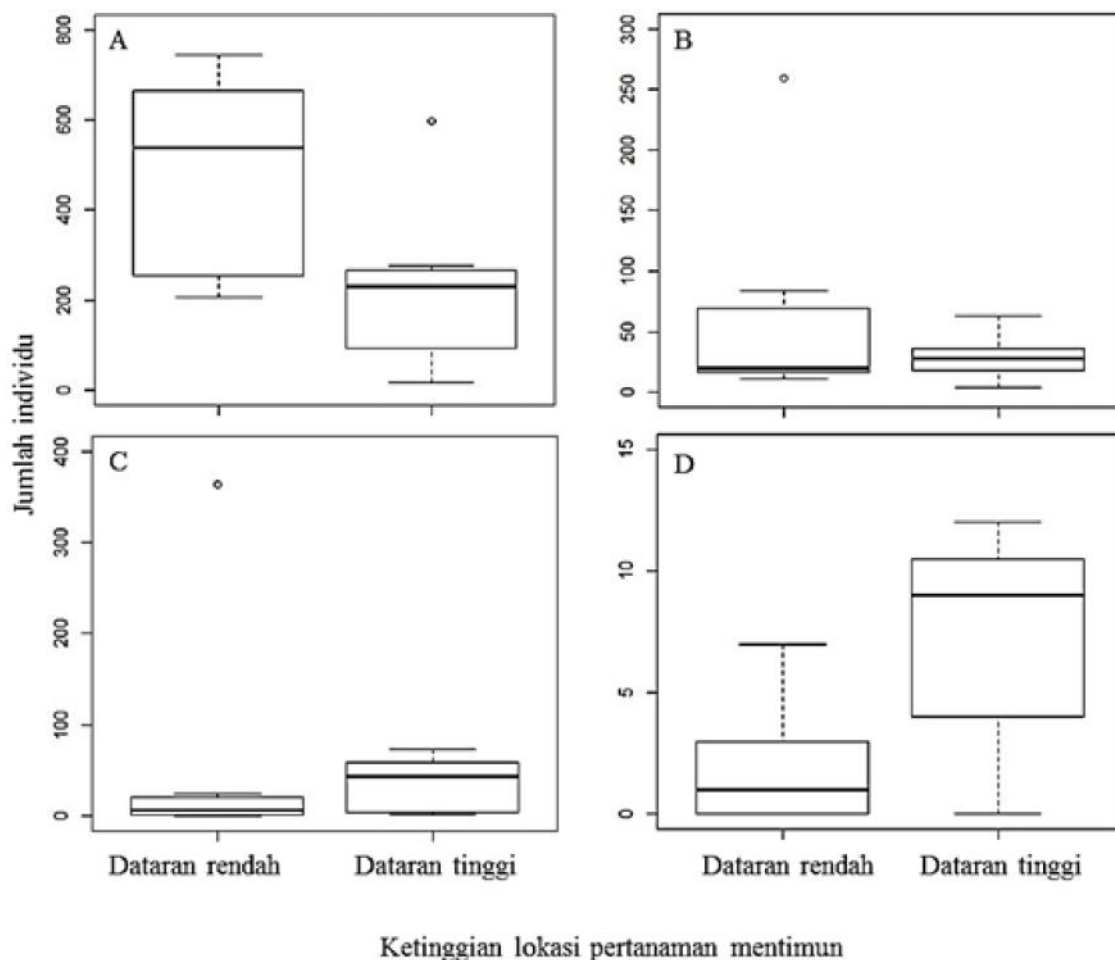 Jumlah individu
A
800
600
400
200
0
B
300
250
200
150
100
50
0
C
400
300
200
100
0
D
15
10
5
0
Dataran rendah Dataran tinggi
Dataran rendah Dataran tinggi
Ketinggian lokasi pertanaman mentimun